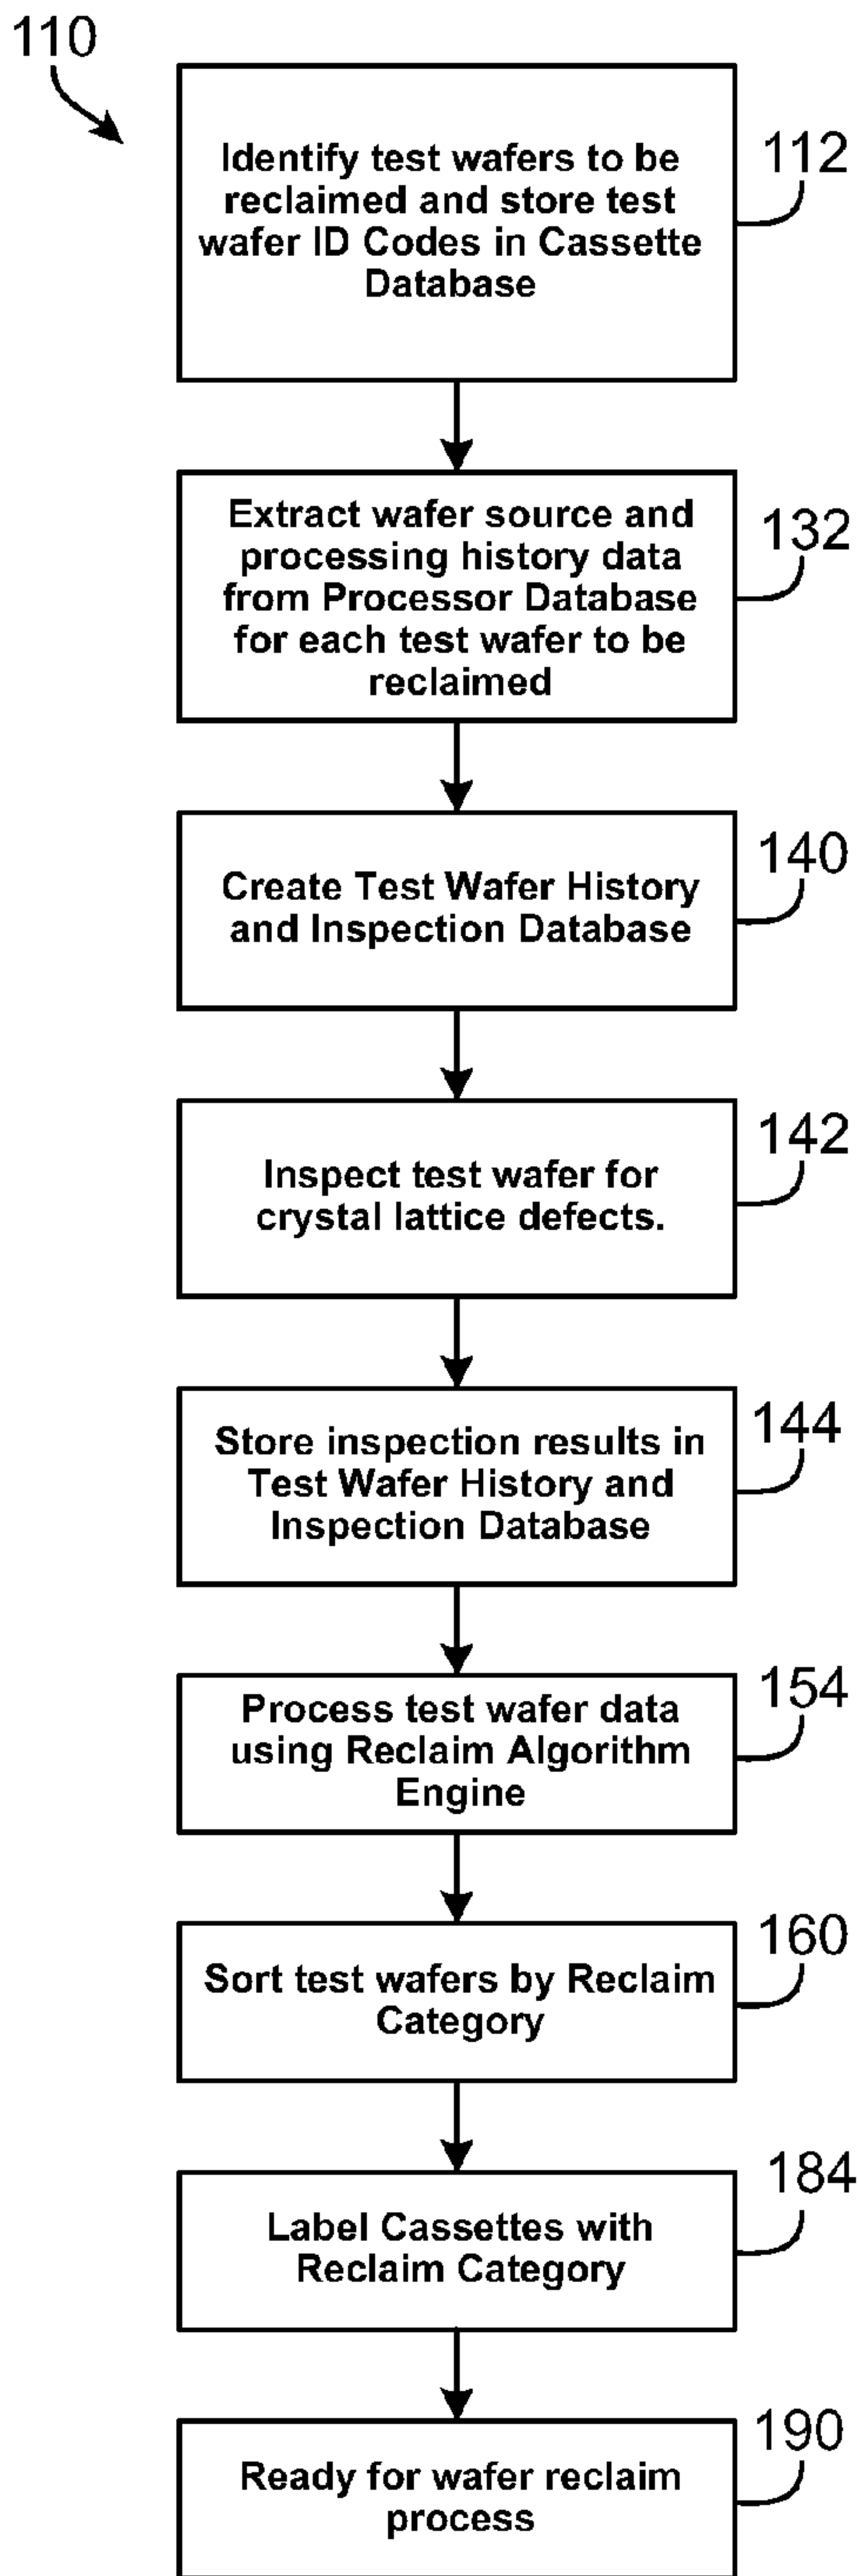 110
Identify test wafers to be
reclaimed and store test
wafer ID Codes in Cassette
Database
112
Extract wafer source and
processing history data
from Processor Database
for each test wafer to be
reclaimed
132
Create Test Wafer History
and Inspection Database
140
Inspect test wafer for
crystal lattice defects.
142
Store inspection results in
Test Wafer History and
Inspection Database
144
Process test wafer data
using Reclaim Algorithm
Engine
154
Sort test wafers by Reclaim
Category
160
Label Cassettes with
Reclaim Category
184
Ready for wafer reclaim
process
190